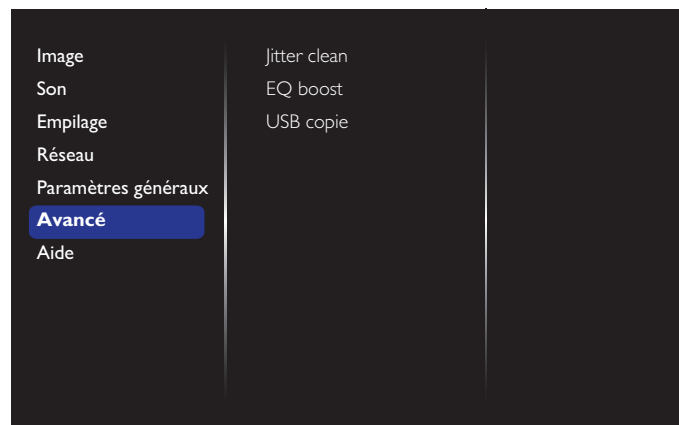 Image
Son
Empilage
Réseau
Paramètres généraux
Avancé
Aide
Jitter clean
EQ boost
USB copie